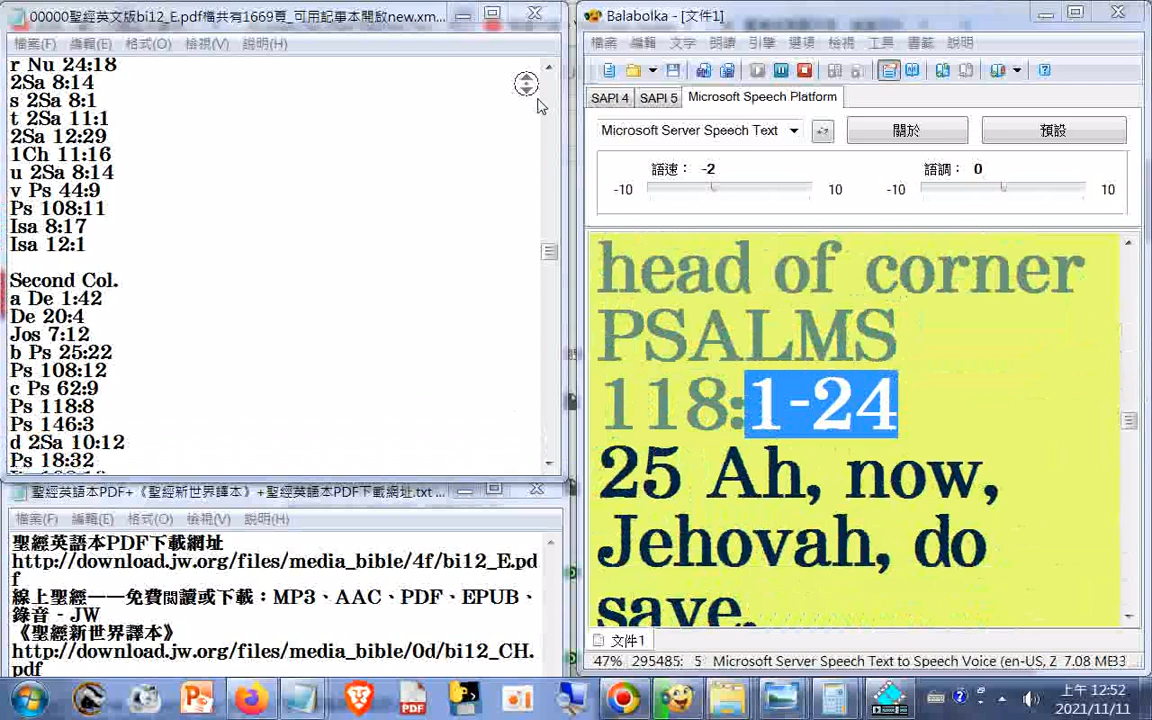 00000聖經英文版bi12_E.pdf檔共有1669頁_可用記事本開啟new.xm...
檔案(F) 編輯(E) 格式(O) 檢視(V) 說明(H)
r Nu 24:18
2Sa 8:14
s 2Sa 8:1
t 2Sa 11:1
2Sa 12:29
1Ch 11:16
u 2Sa 8:14
v Ps 44:9
Ps 108:11
Isa 8:17
Isa 12:1
Second Col.
a De 1:42
De 20:4
Jos 7:12
b Ps 25:22
Ps 108:12
c Ps 62:9
Ps 118:8
Ps 146:3
d 2Sa 10:12
Ps 18:32
聖經英語本PDF+《聖經新世界譯本》+聖經英語本PDF下載網址.txt ...
檔案(F) 編輯(E) 格式(O) 檢視(V) 說明(H)
聖經英語本PDF下載網址
http://download.jw.org/files/media_bible/4f/bi12_E.pd
f
線上聖經——免費閱讀或下載：MP3、AAC、PDF、EPUB、
錄音 - JW
《聖經新世界譯本》
http://download.jw.org/files/media_bible/0d/bi12_CH.
pdf
Balabolka - [文件1]
檔案 編輯 文字 朗讀 引擎 選項 檢視 工具 書籤 說明
SAPI 4 SAPI 5 Microsoft Speech Platform
Microsoft Server Speech Text 關於 預設
語速： -2 語調： 0
-10 10 -10 10
head of corner
PSALMS
118:1-24
25 Ah, now,
Jehovah, do
save.
文件1
47% 295485: 5 Microsoft Server Speech Text to Speech Voice (en-US, Z 7.08 MB
上午 12:52
2021/11/11